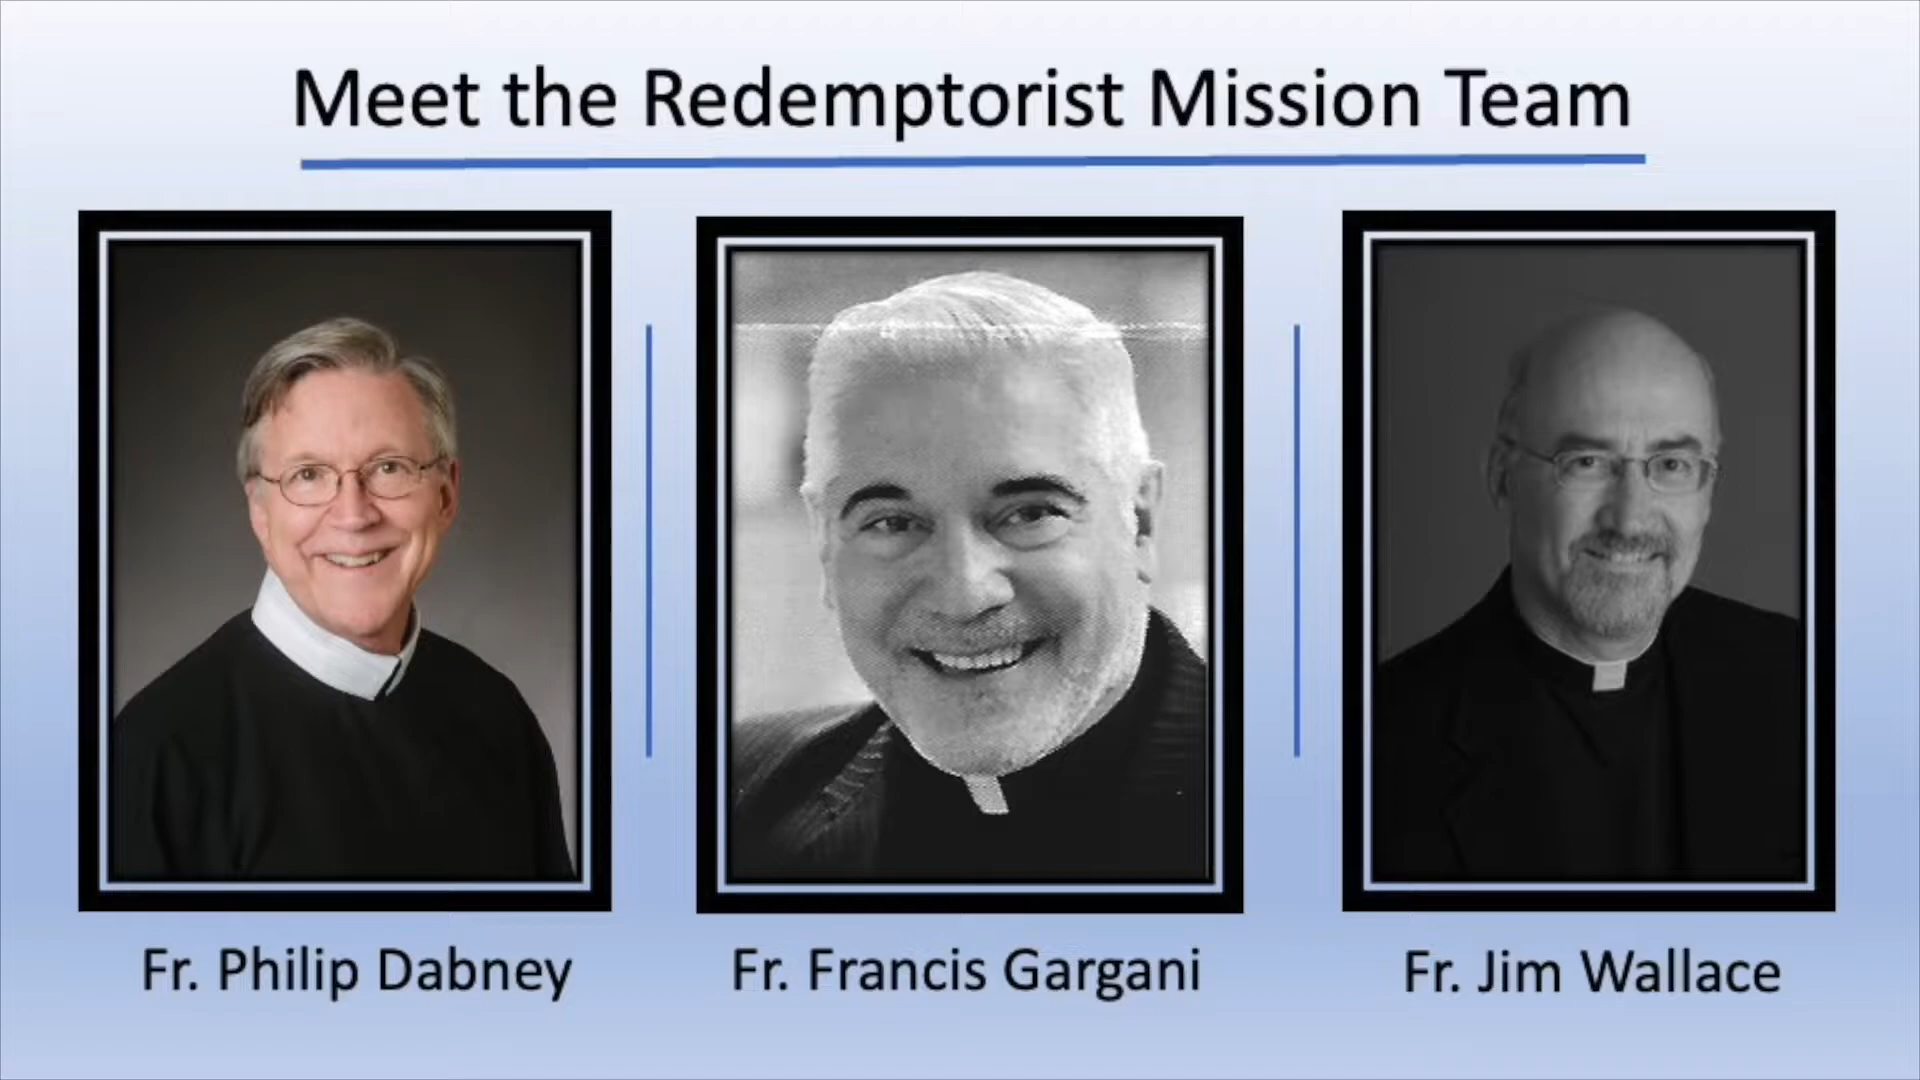 Meet the Redemptorist Mission Team
Fr. Philip Dabney
Fr. Francis Gargani
Fr. Jim Wallace